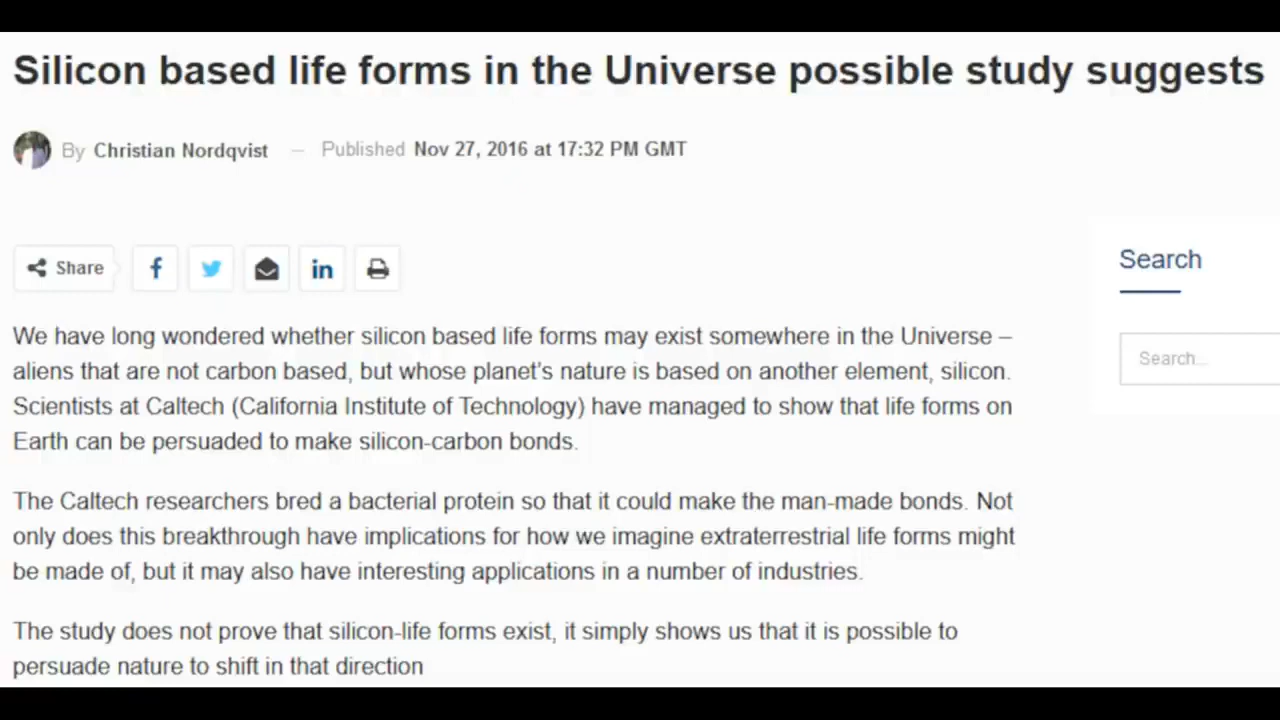 Silicon based life forms in the Universe possible study suggests
By Christian Nordqvist — Published Nov 27, 2016 at 17:32 PM GMT
Share
Search
Search...
We have long wondered whether silicon based life forms may exist somewhere in the Universe –
aliens that are not carbon based, but whose planet's nature is based on another element, silicon.
Scientists at Caltech (California Institute of Technology) have managed to show that life forms on
Earth can be persuaded to make silicon-carbon bonds.
The Caltech researchers bred a bacterial protein so that it could make the man-made bonds. Not
only does this breakthrough have implications for how we imagine extraterrestrial life forms might
be made of, but it may also have interesting applications in a number of industries.
The study does not prove that silicon-life forms exist, it simply shows us that it is possible to
persuade nature to shift in that direction